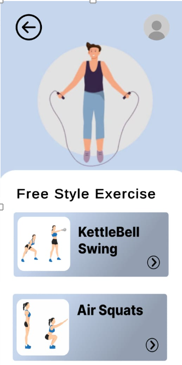 Free Style Exercise
KettleBell
Swing
Air Squats